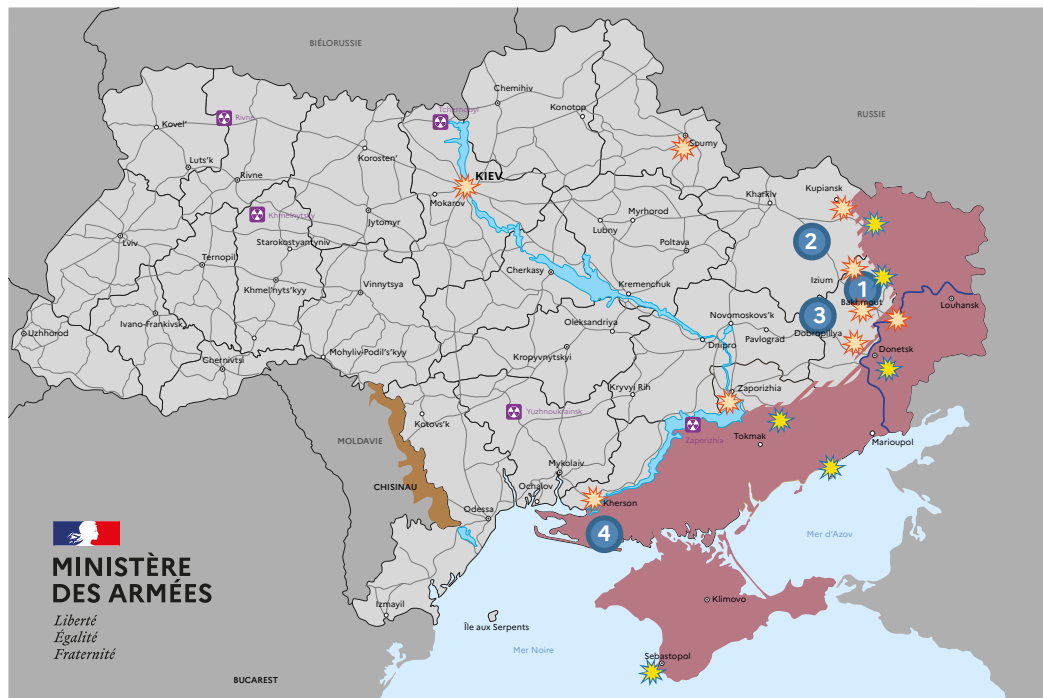 BIÉLORUSSIE
RUSSIE
Chernihiv
Konotop
Tchernobyl
Rivne
Kovel'
Soumy
Korosten'
Luts'k
Rivne
KIEV
Mokarov
Kharkiv
Kupiansk
Khmelnytsky
Jytomyr
Myrhorod
Lubny
Lviv
Starokostyantyniv
Poltava
2
Ternopil
Cherkasy
Izium
1
Khmel'nyts'kyy
Vinnytsya
Kremenchuk
Bakhmout
Louhansk
3
Ivano-Frankivsk
Oleksandriya
Novomoskovs'k
Uzhhorod
Pavlograd
Dobropillya
Dnipro
Mohyliv-Podil's'kyy
Kropyvnytskyi
Donetsk
Chernivtsi
Kryvyi Rih
Zaporizhia
Yuzhnoukrainsk
Kotovs'k
Tokmak
Zaporizhia
MOLDAVIE
Marioupol
Mykolaiv
CHISINAU
Ochalov
Kherson
Odessa
4
Mer d'Azov
MINISTÈRE
DES ARMÉES
Liberté
Égalité
Fraternité
Klimovo
Izmayil
Île aux Serpents
Mer Noire
Sebastopol
BUCAREST